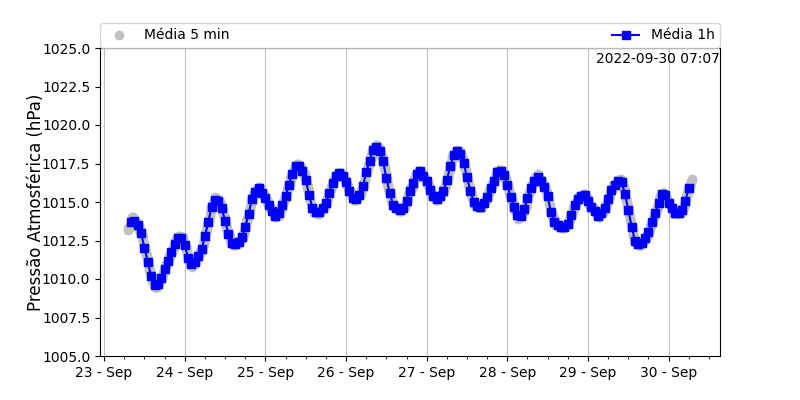 Média 5 min
Média 1h
2022-09-30 07:07
Pressão Atmosférica (hPa)
1025.0
1022.5
1020.0
1017.5
1015.0
1012.5
1010.0
1007.5
1005.0
23 - Sep
24 - Sep
25 - Sep
26 - Sep
27 - Sep
28 - Sep
29 - Sep
30 - Sep